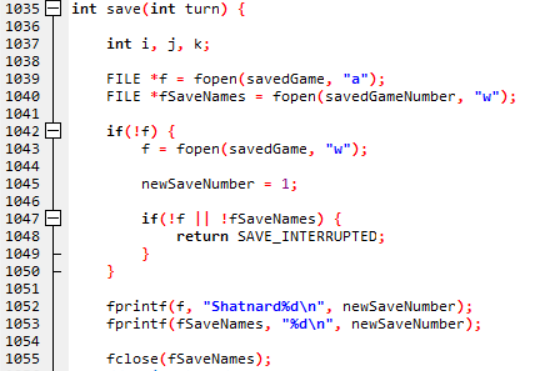 1035 int save(int turn) {
1036
1037 int i, j, k;
1038
1039 FILE *f = fopen(savedGame, "a");
1040 FILE *fSaveNames = fopen(savedGameNumber, "w");
1041
1042 if(!f) {
1043 f = fopen(savedGame, "w");
1044
1045 newSaveNumber = 1;
1046
1047 if(!f || !fSaveNames) {
1048 return SAVE_INTERRUPTED;
1049 }
1050 }
1051
1052 fprintf(f, "Shatnard%d\n", newSaveNumber);
1053 fprintf(fSaveNames, "%d\n", newSaveNumber);
1054
1055 fclose(fSaveNames);